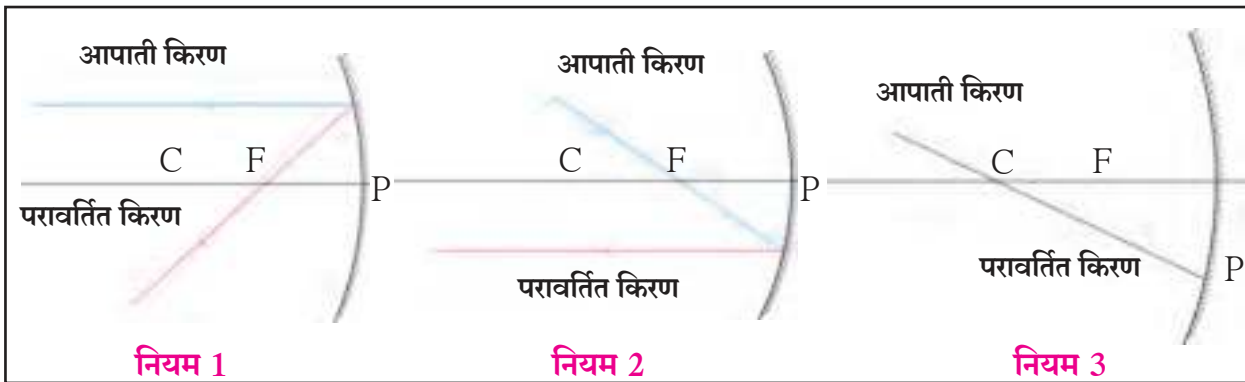 आपाती किरण
C F
P
परावर्तित किरण
नियम 1
आपाती किरण
C F
P
परावर्तित किरण
नियम 2
आपाती किरण
C F
परावर्तित किरण
P
नियम 3